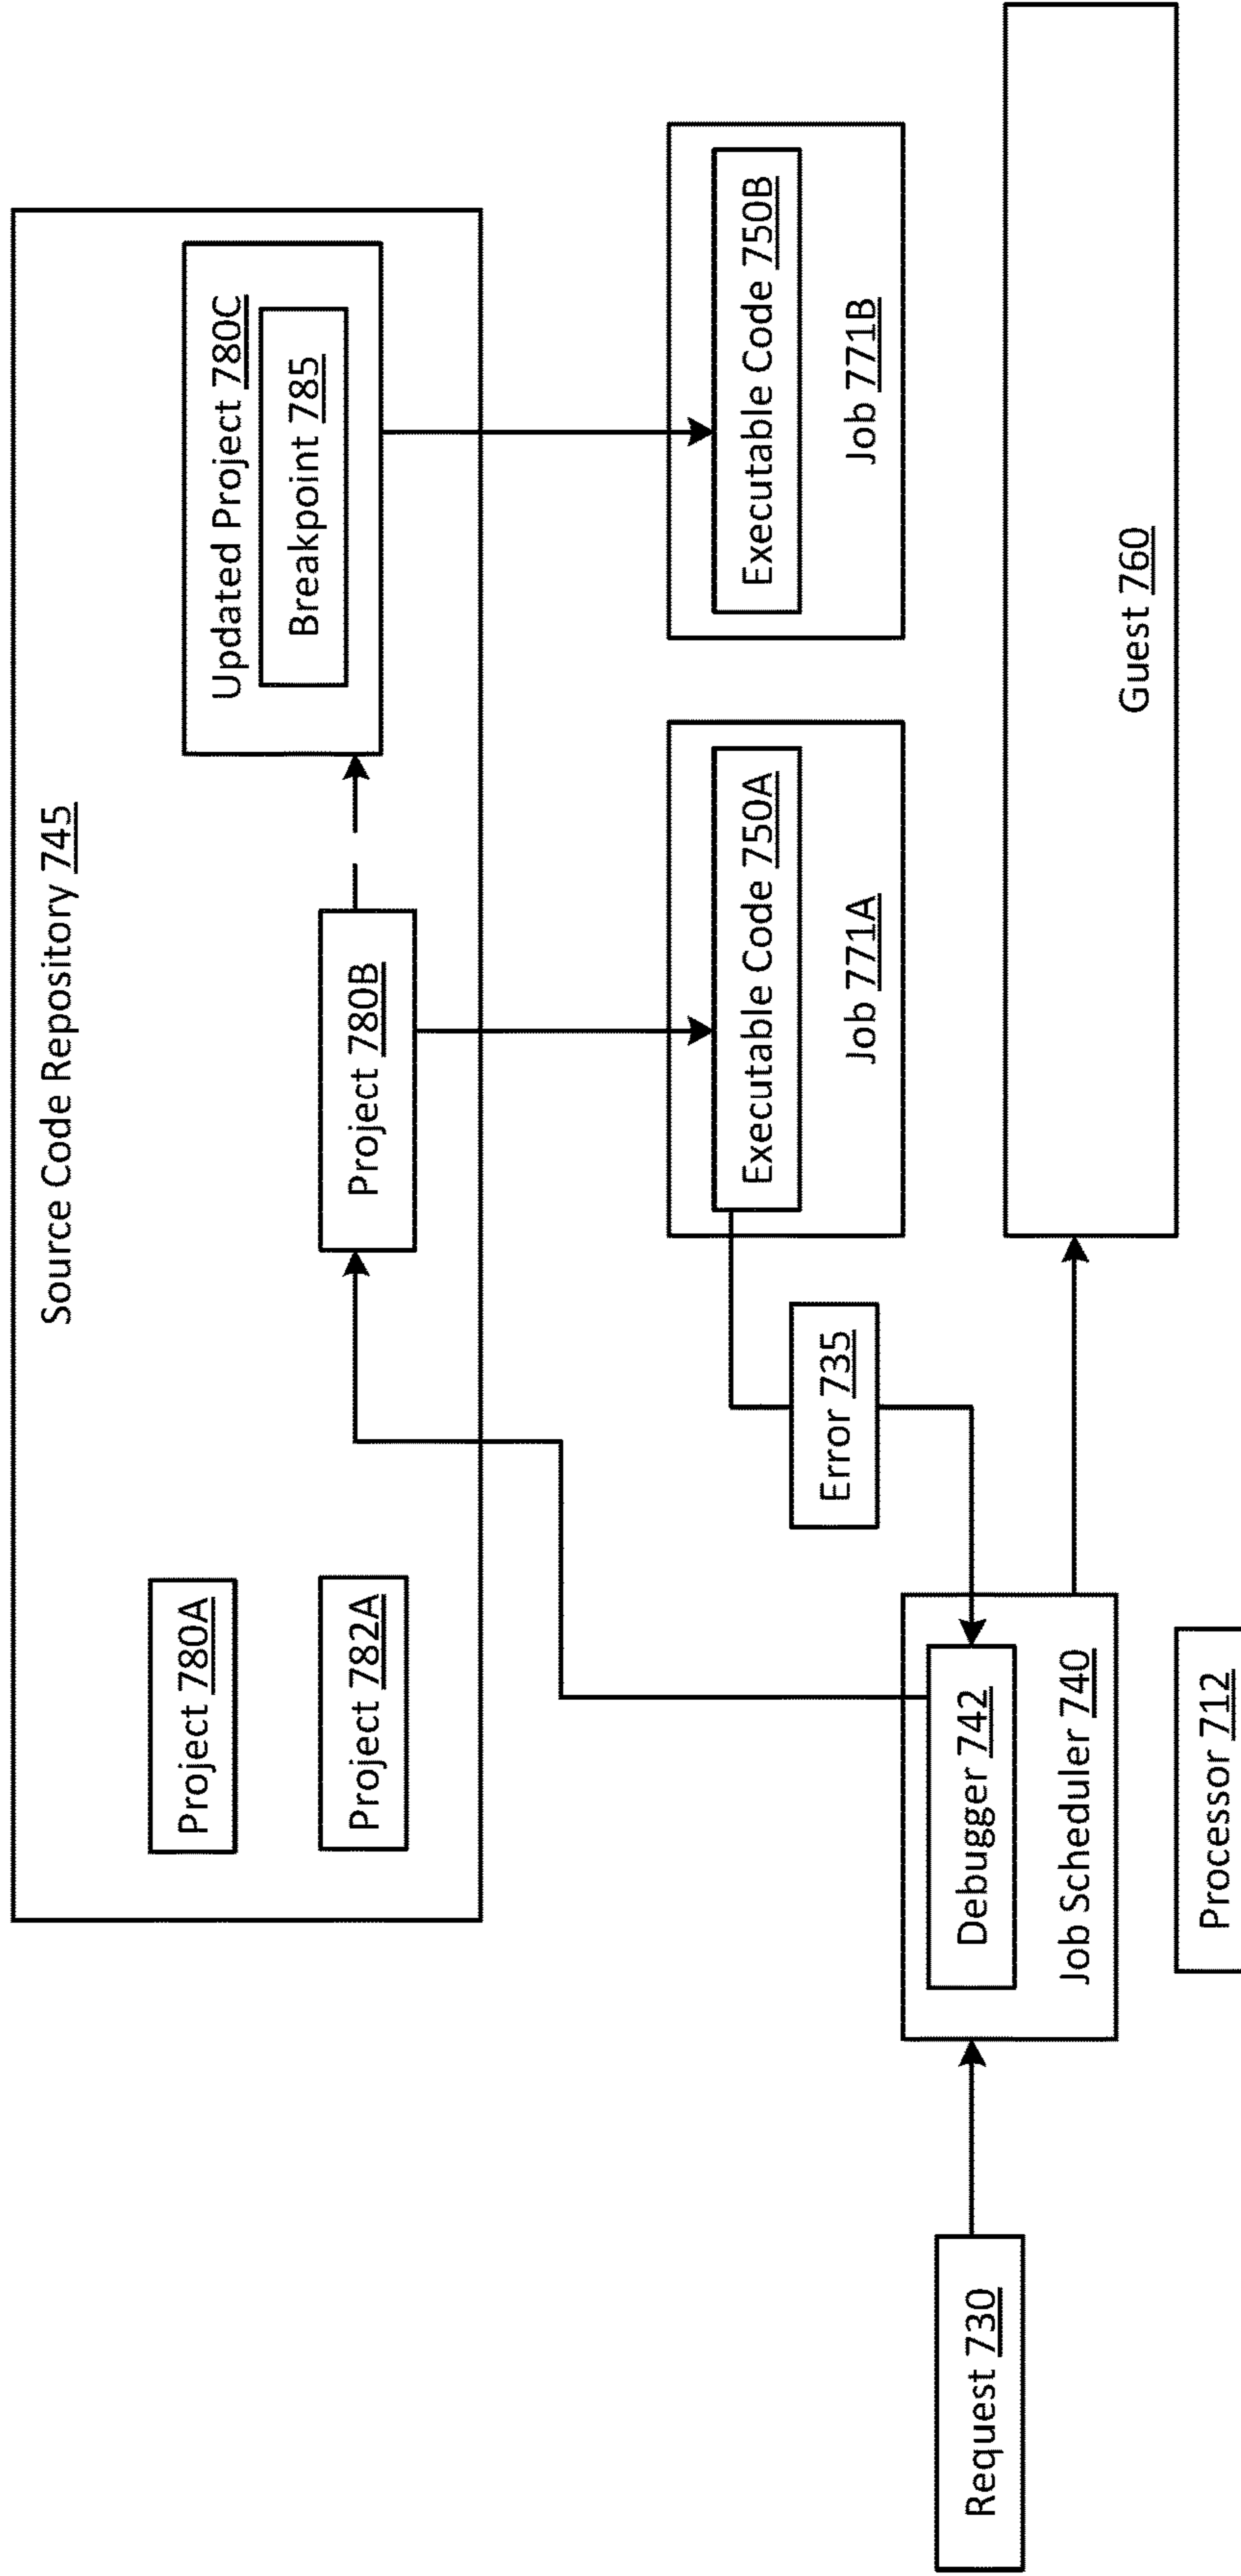 Source Code Repository 745
Project 780A
Project 782A
Project 780B
Updated Project 780C
Breakpoint 785
Executable Code 750A
Job 771A
Executable Code 750B
Job 771B
Error 735
Request 730
Debugger 742
Job Scheduler 740
Guest 760
Processor 712